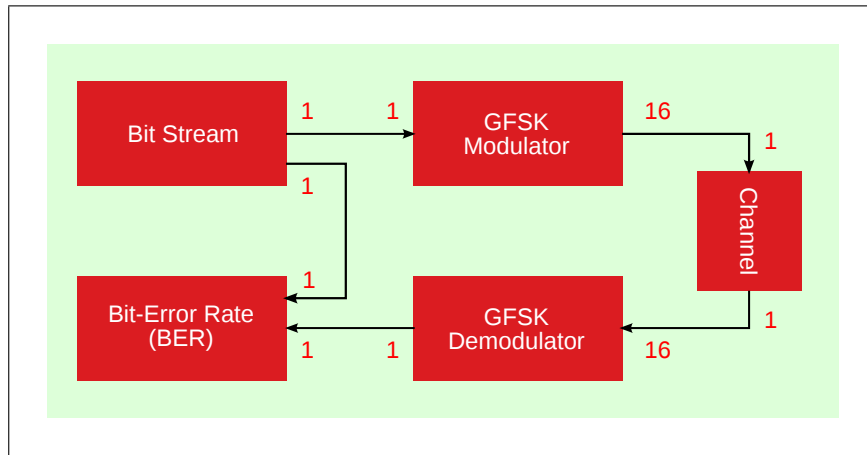 Bit Stream
1
1
GFSK
Modulator
16
1
1
Channel
1
Bit-Error Rate
(BER)
1
1
GFSK
Demodulator
1
16